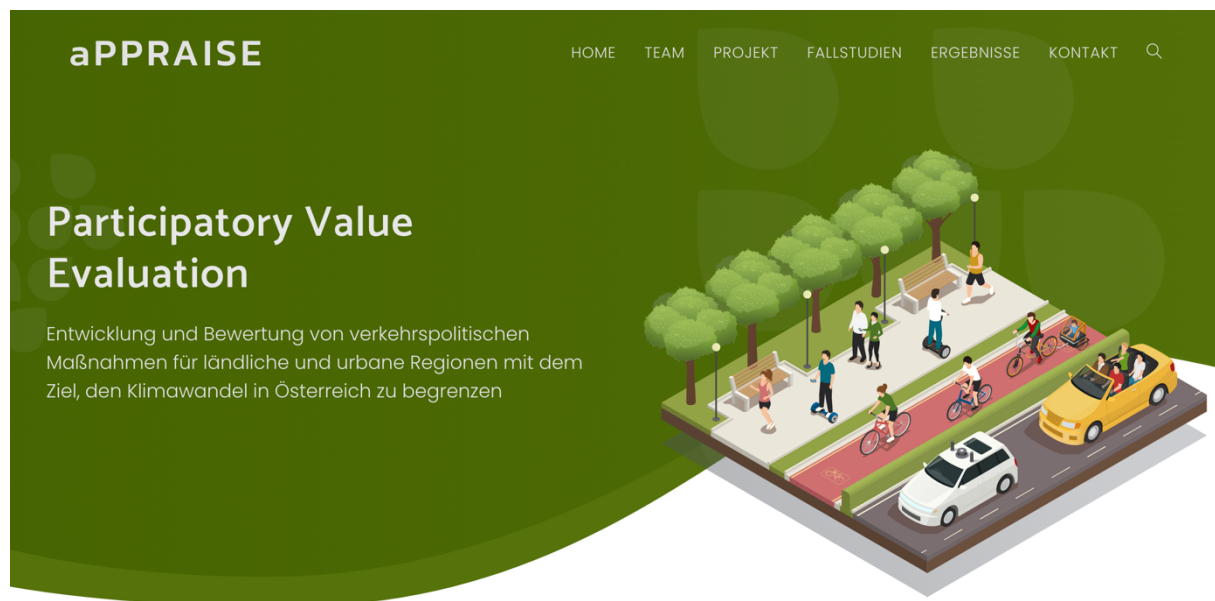 aPPRAISE
HOME TEAM PROJEKT FALLSTUDIEN ERGEBNISSE KONTAKT
Participatory Value
Evaluation
Entwicklung und Bewertung von verkehrspolitischen
Maßnahmen für ländliche und urbane Regionen mit dem
Ziel, den Klimawandel in Österreich zu begrenzen